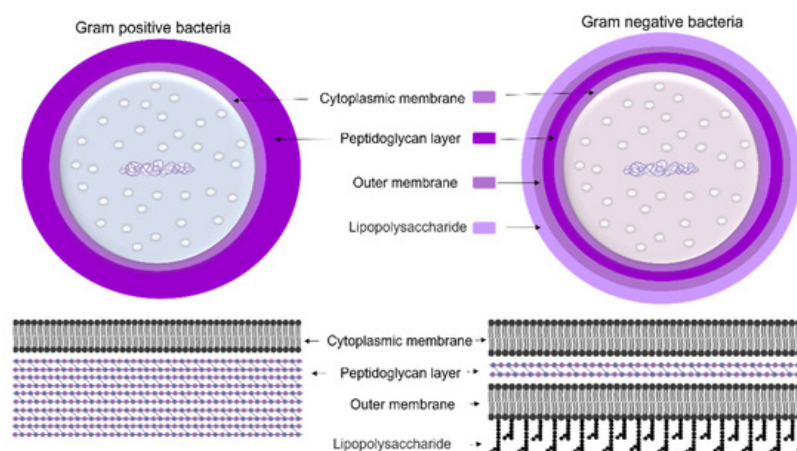 Gram positive bacteria
Gram negative bacteria
Cytoplasmic membrane
Peptidoglycan layer
Outer membrane
Lipopolysaccharide
Cytoplasmic membrane
Peptidoglycan layer
Outer membrane
Lipopolysaccharide